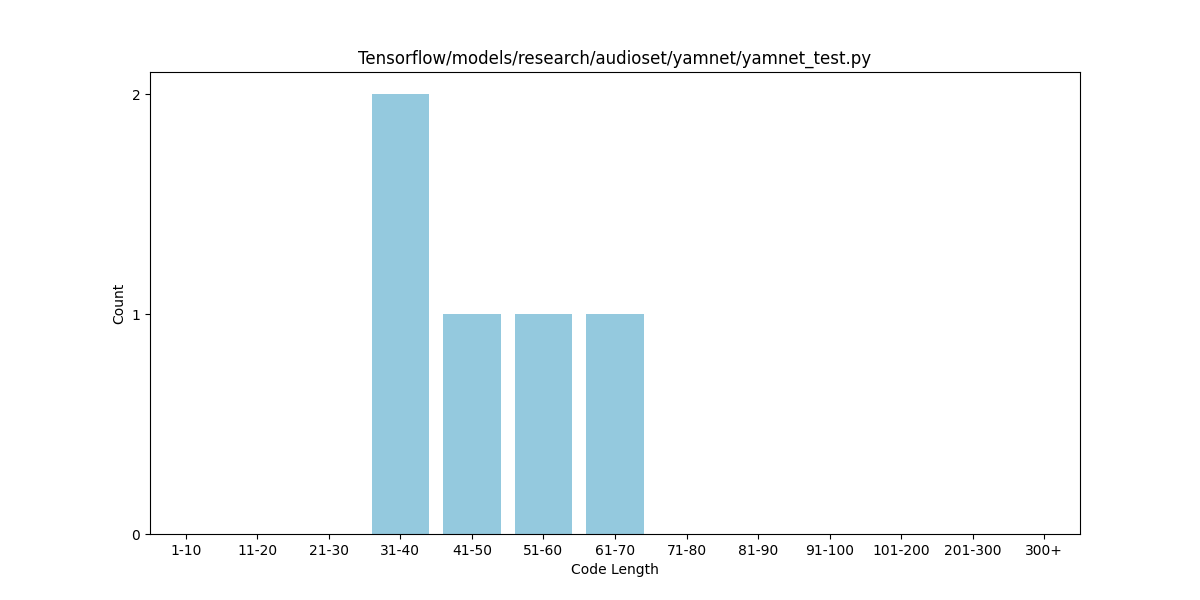 Tensorflow/models/research/audioset/yamnet/yamnet_test.py
Count
2
1
0
1-10 11-20 21-30 31-40 41-50 51-60 61-70 71-80 81-90 91-100 101-200 201-300 300+
Code Length